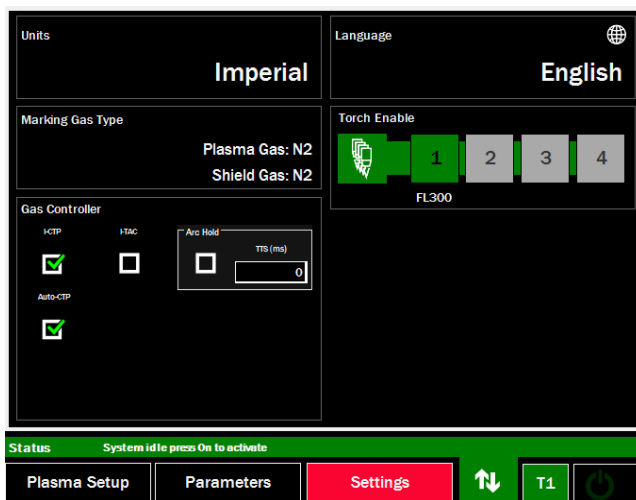 Units
Imperial
Language
English
Marking Gas Type
Plasma Gas: N2
Shield Gas: N2
Torch Enable
1 2 3 4
FL300
Gas Controller
I-CTP I-TAC Arc Hold
TTS (ms)
0
Auto-CTP
Status System idle press On to activate
Plasma Setup Parameters Settings T1